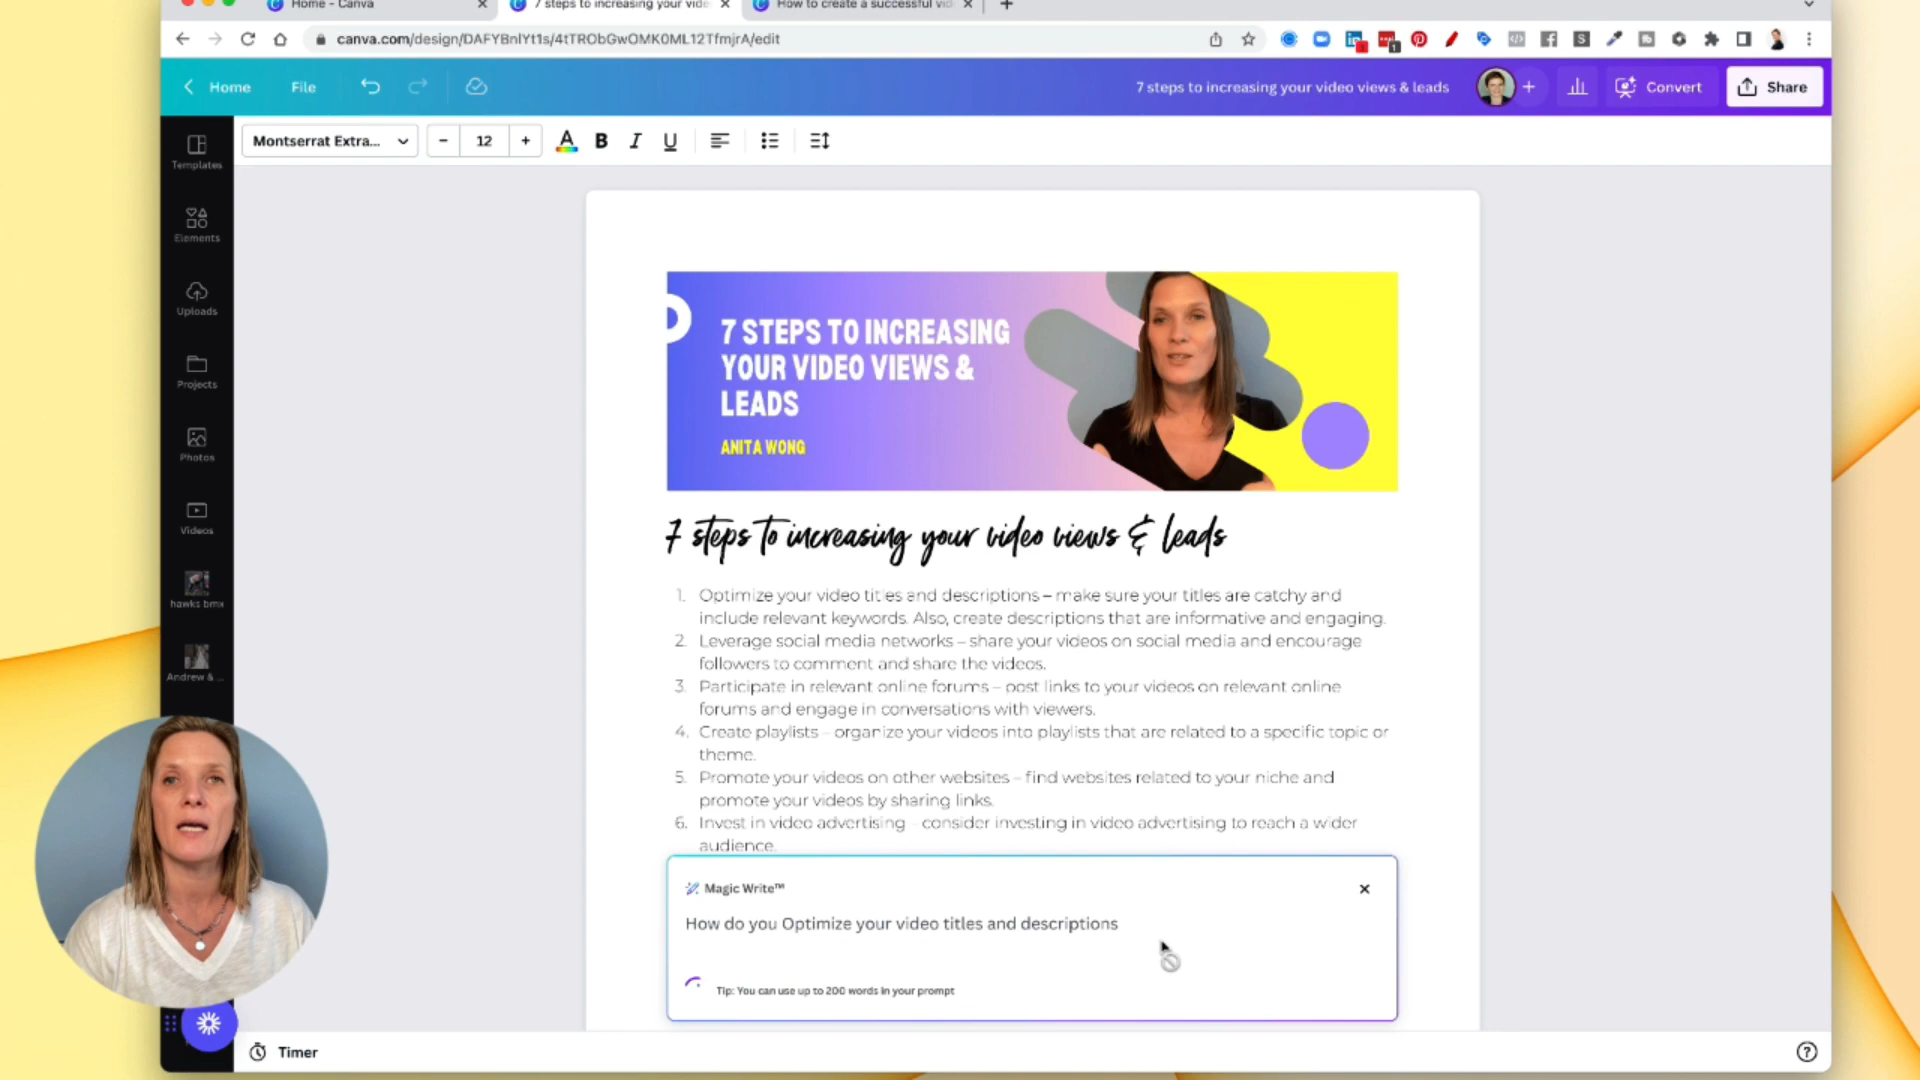 Home - Canva
7 steps to increasing your vide
How to create a successful vid
canva.com/design/DAFYBnlYt1s/4tTRObGwOMK0ML12TfmjrA/edit
Home
File
7 steps to increasing your video views & leads
Convert
Share
Montserrat Extra...
12
Templates
Elements
Uploads
Projects
Photos
Videos
hawks bmx
Andrew & ...
7 STEPS TO INCREASING
YOUR VIDEO VIEWS &
LEADS
ANITA WONG
7 steps to increasing your video views & leads
1. Optimize your video titles and descriptions – make sure your titles are catchy and
include relevant keywords. Also, create descriptions that are informative and engaging.
2. Leverage social media networks – share your videos on social media and encourage
followers to comment and share the videos.
3. Participate in relevant online forums – post links to your videos on relevant online
forums and engage in conversations with viewers.
4. Create playlists – organize your videos into playlists that are related to a specific topic or
theme.
5. Promote your videos on other websites – find websites related to your niche and
promote your videos by sharing links.
6. Invest in video advertising – consider investing in video advertising to reach a wider
audience.
Magic Write™
How do you Optimize your video titles and descriptions
Tip: You can use up to 200 words in your prompt
Timer